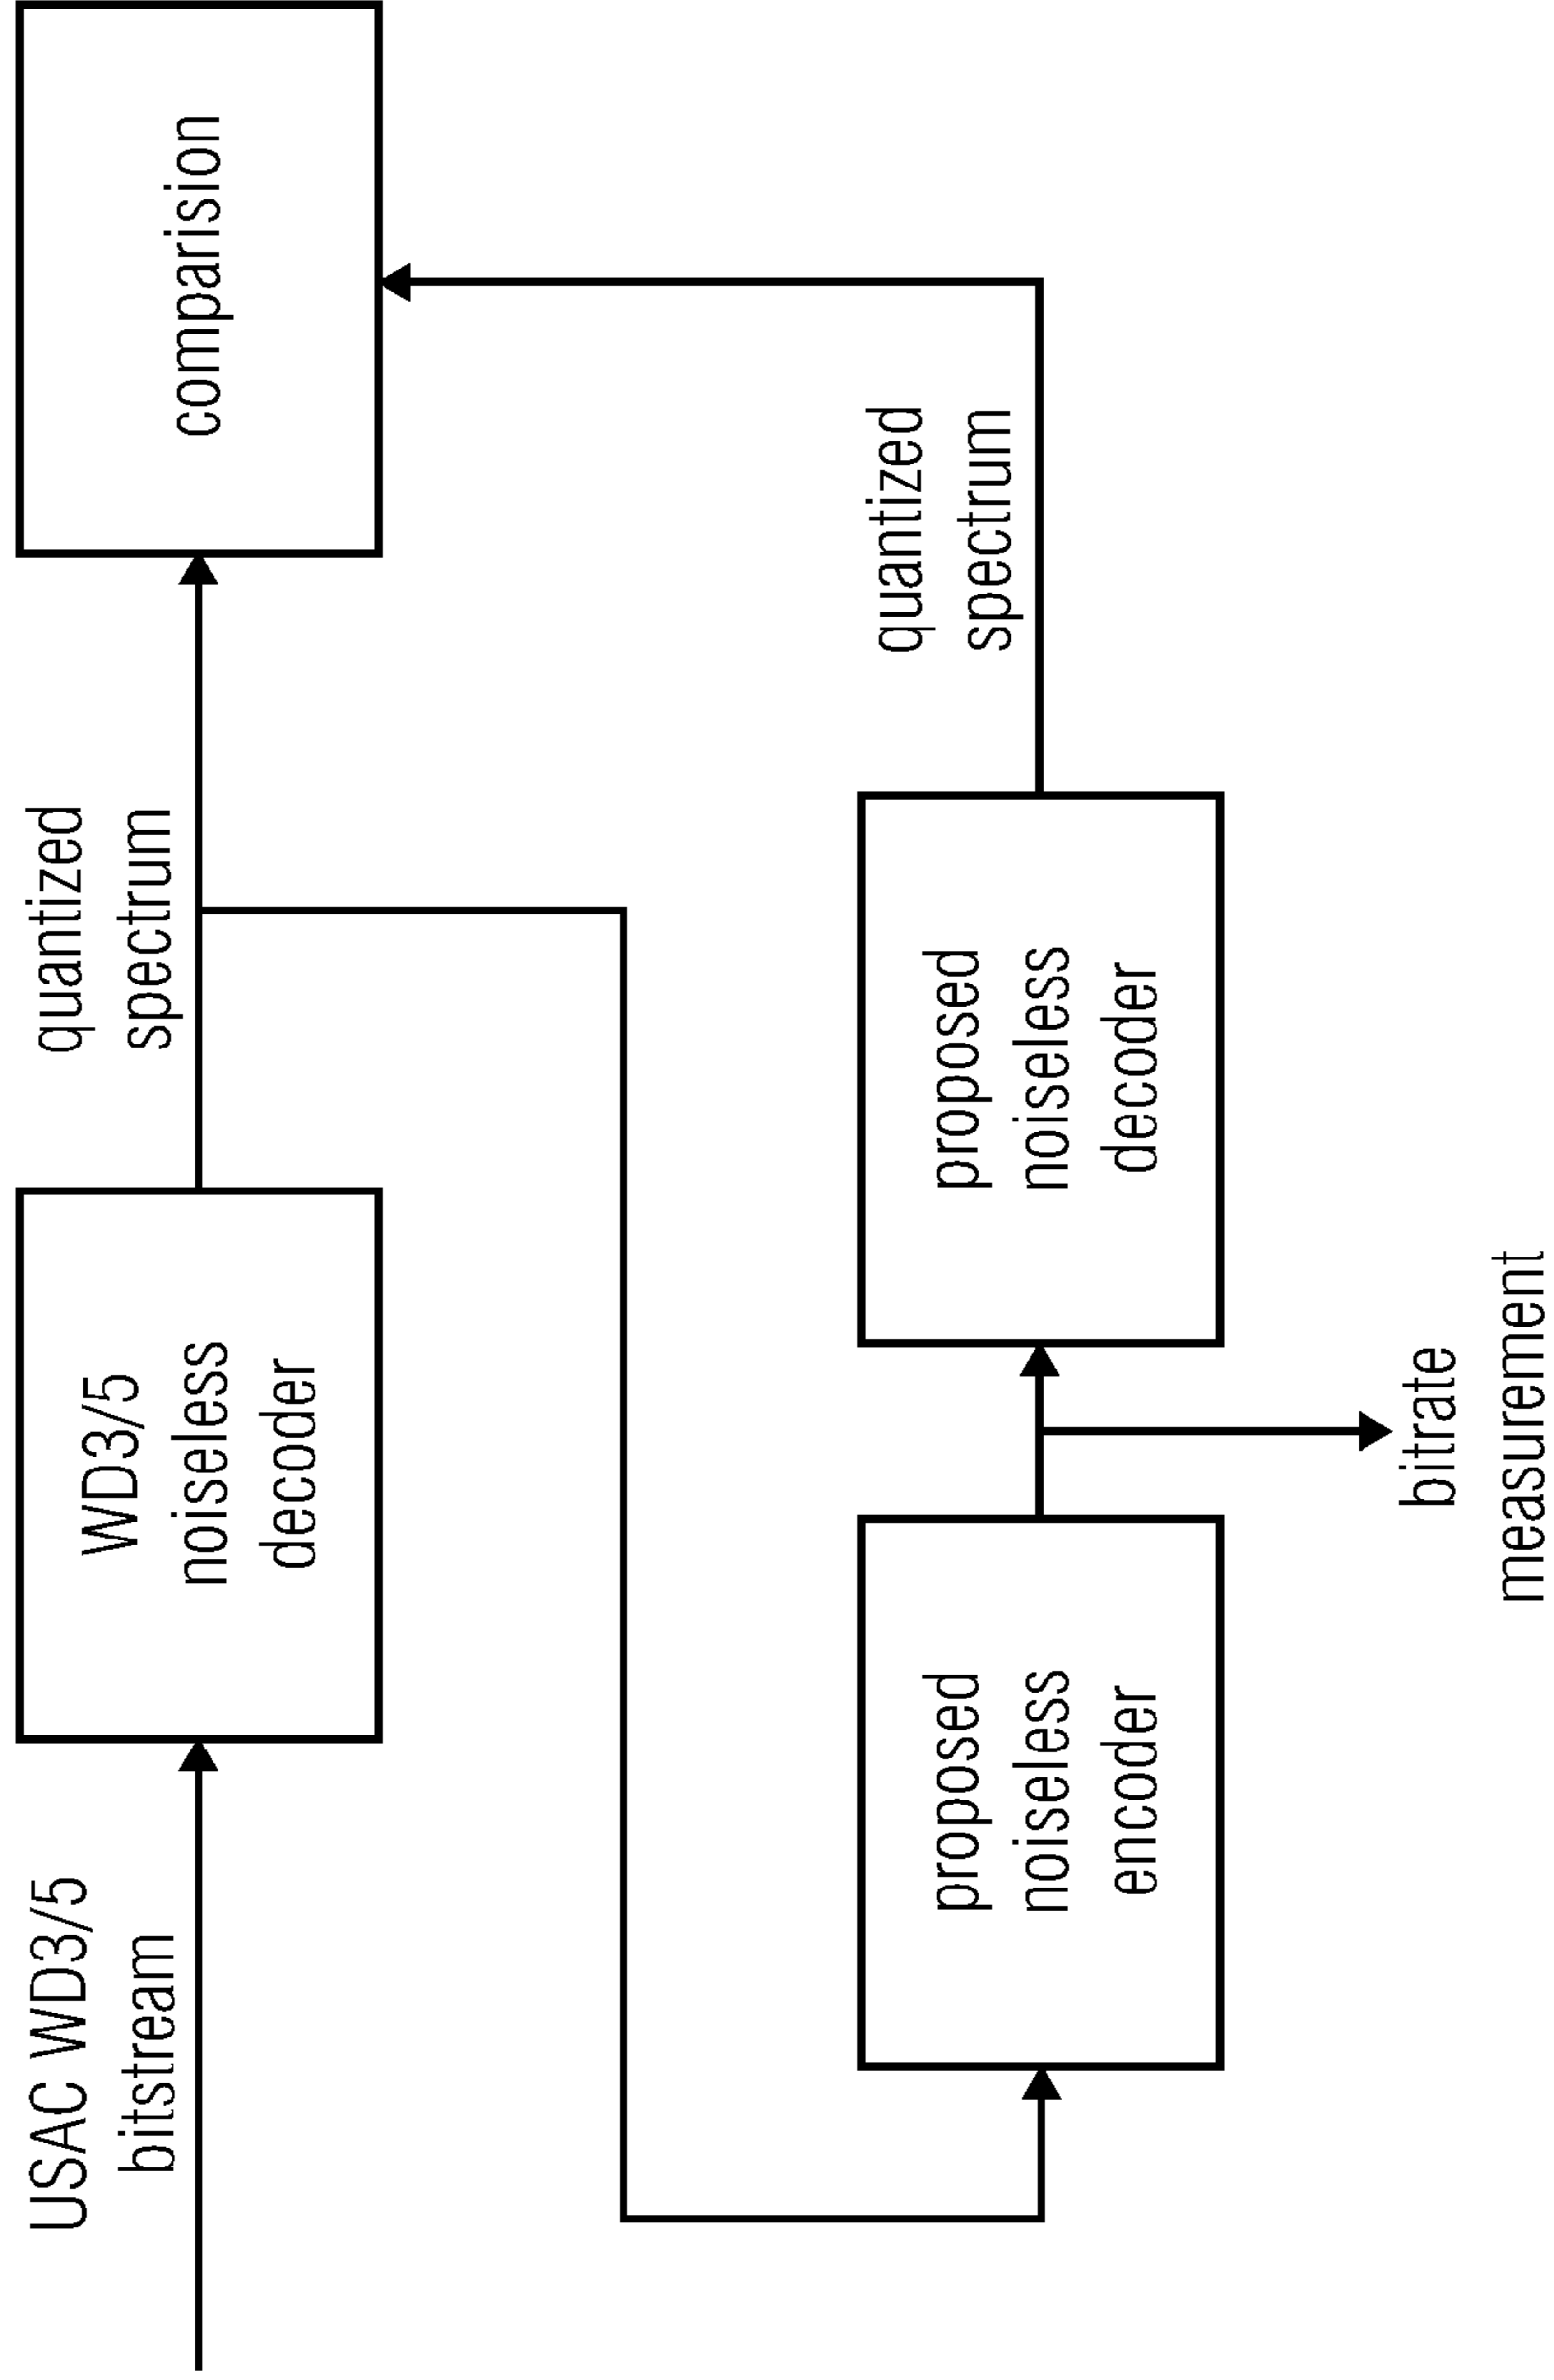 USAC WD3/5
bitstream
WD3/5
noiseless
decoder
quantized
spectrum
comparision
proposed
noiseless
encoder
bitrate
measurement
proposed
noiseless
decoder
quantized
spectrum